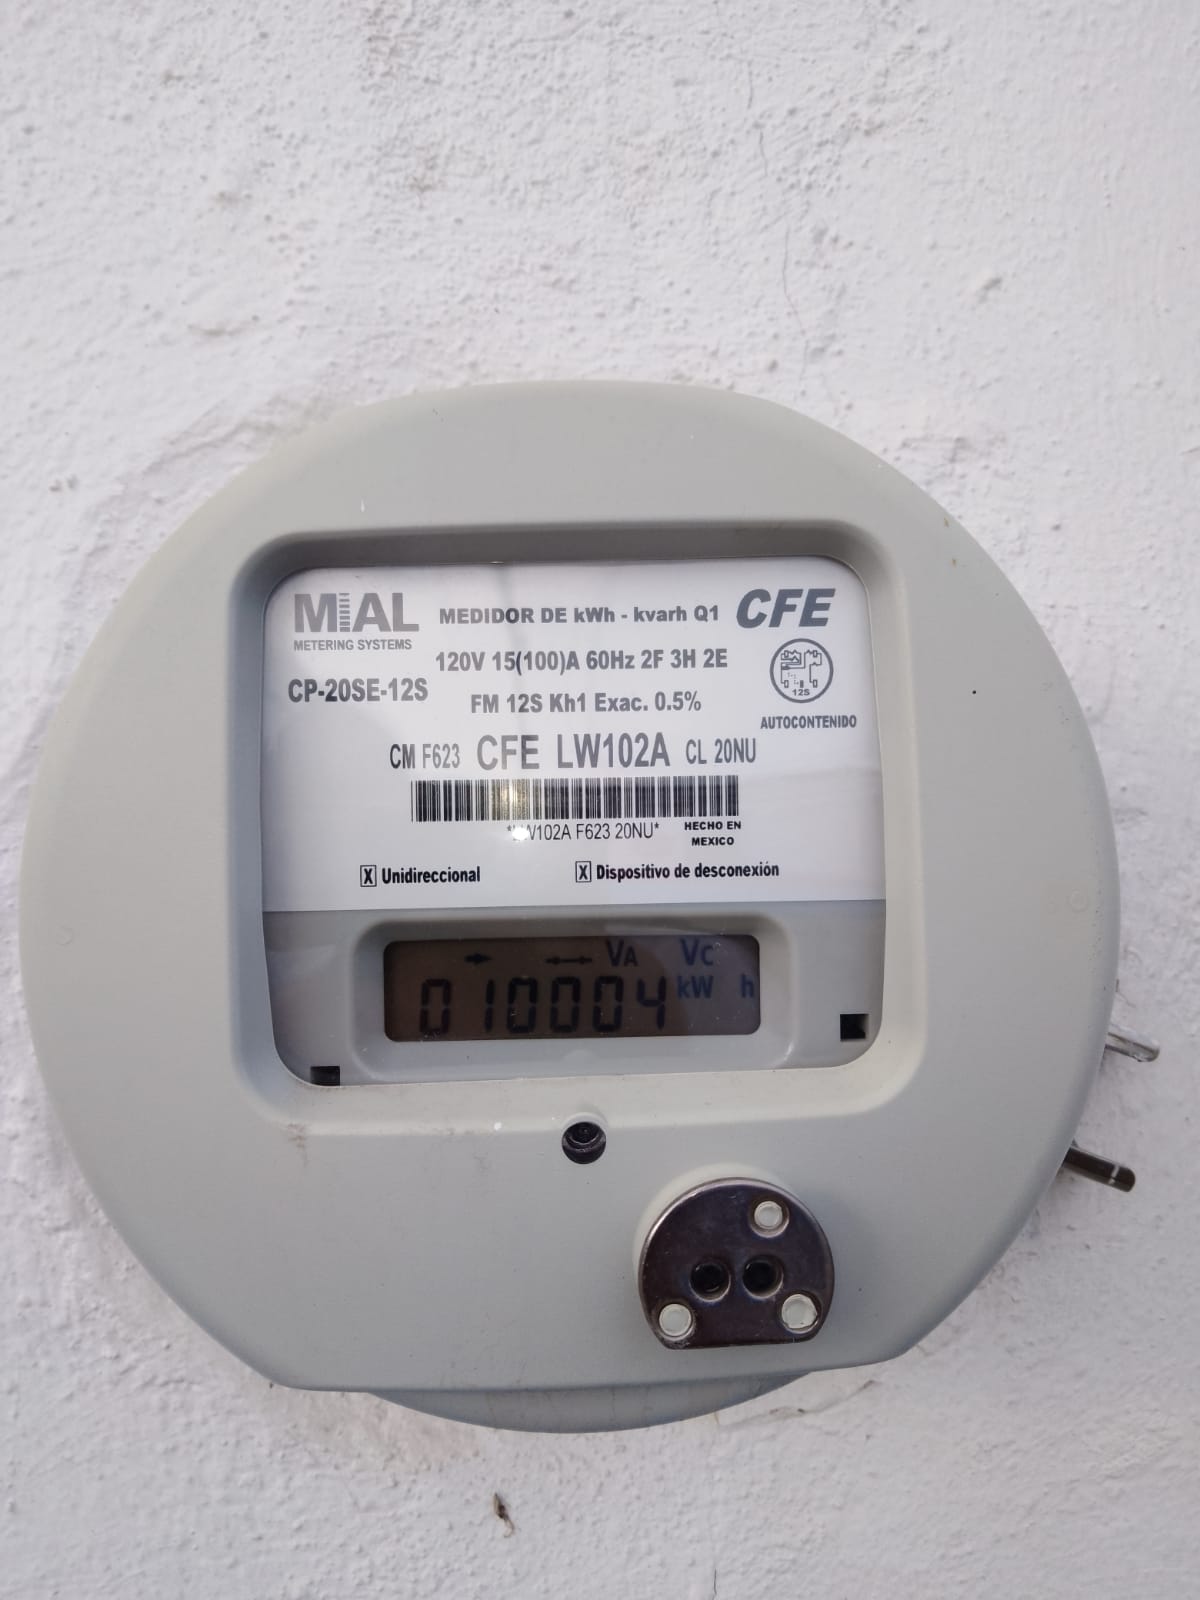 MIAL
METERING SYSTEMS
MEDIDOR DE kWh - kvarh Q1
CFE
120V 15(100)A 60Hz 2F 3H 2E
CP-20SE-12S
FM 12S Kh1 Exac. 0.5%
12S
AUTOCONTENIDO
CM F623 CFE LW102A CL 20NU
*LW102A F623 20NU*
HECHO EN
MEXICO
X Unidireccional
X Dispositivo de desconexión
VA VC
010004 kW h